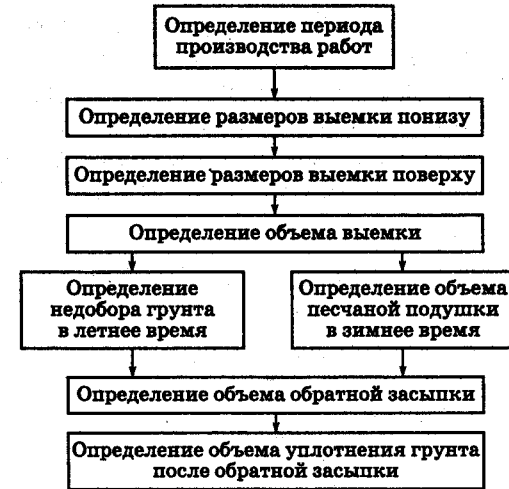 Определение периода
производства работ
Определение размеров выемки понизу
Определение размеров выемки поверху
Определение объема выемки
Определение
недобора грунта
в летнее время
Определение объема
песчаной подушки
в зимнее время
Определение объема обратной засыпки
Определение объема уплотнения грунта
после обратной засыпки